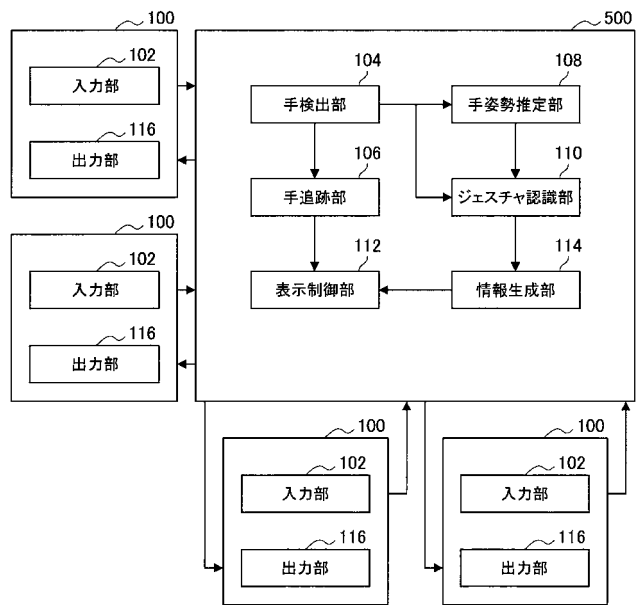 100
102
入力部
116
出力部
500
104
手検出部
108
手姿勢推定部
106
手追跡部
110
ジェスチャ認識部
112
表示制御部
114
情報生成部
100
102
入力部
116
出力部
100
102
入力部
116
出力部
100
102
入力部
116
出力部